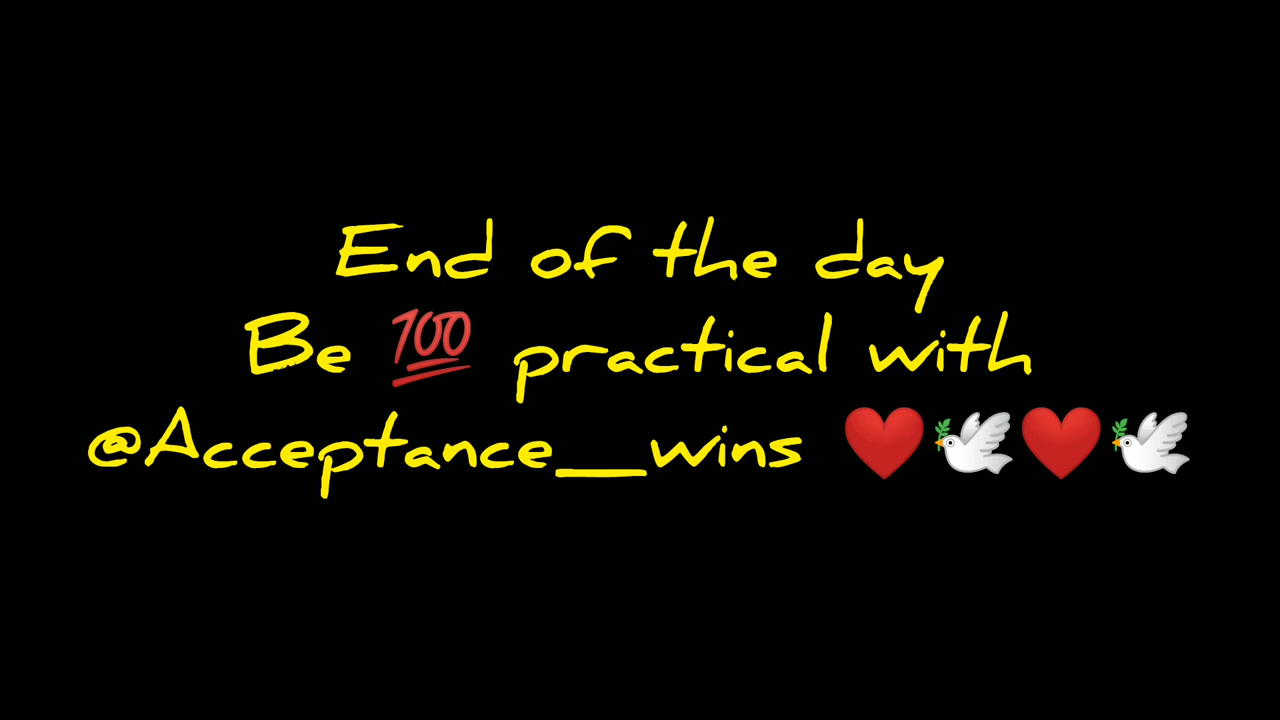 End of the day
Be 💯 practical with
@Acceptance__wins ❤️🕊️❤️🕊️